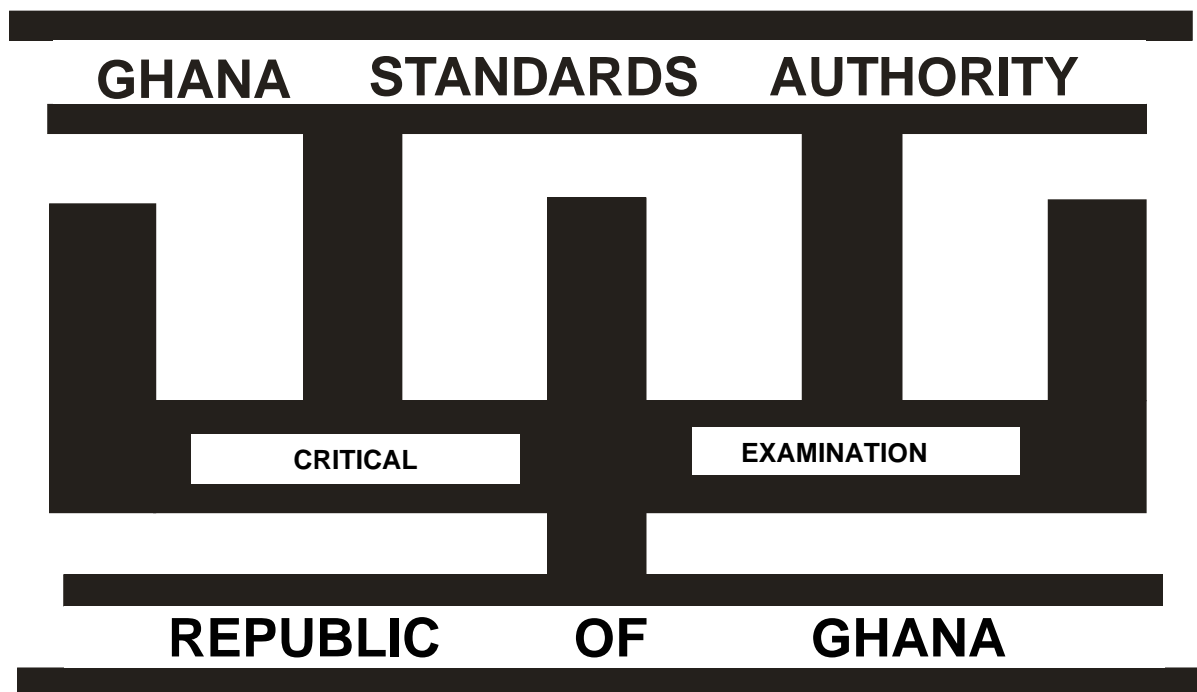 GHANA STANDARDS AUTHORITY
CRITICAL EXAMINATION
REPUBLIC OF GHANA